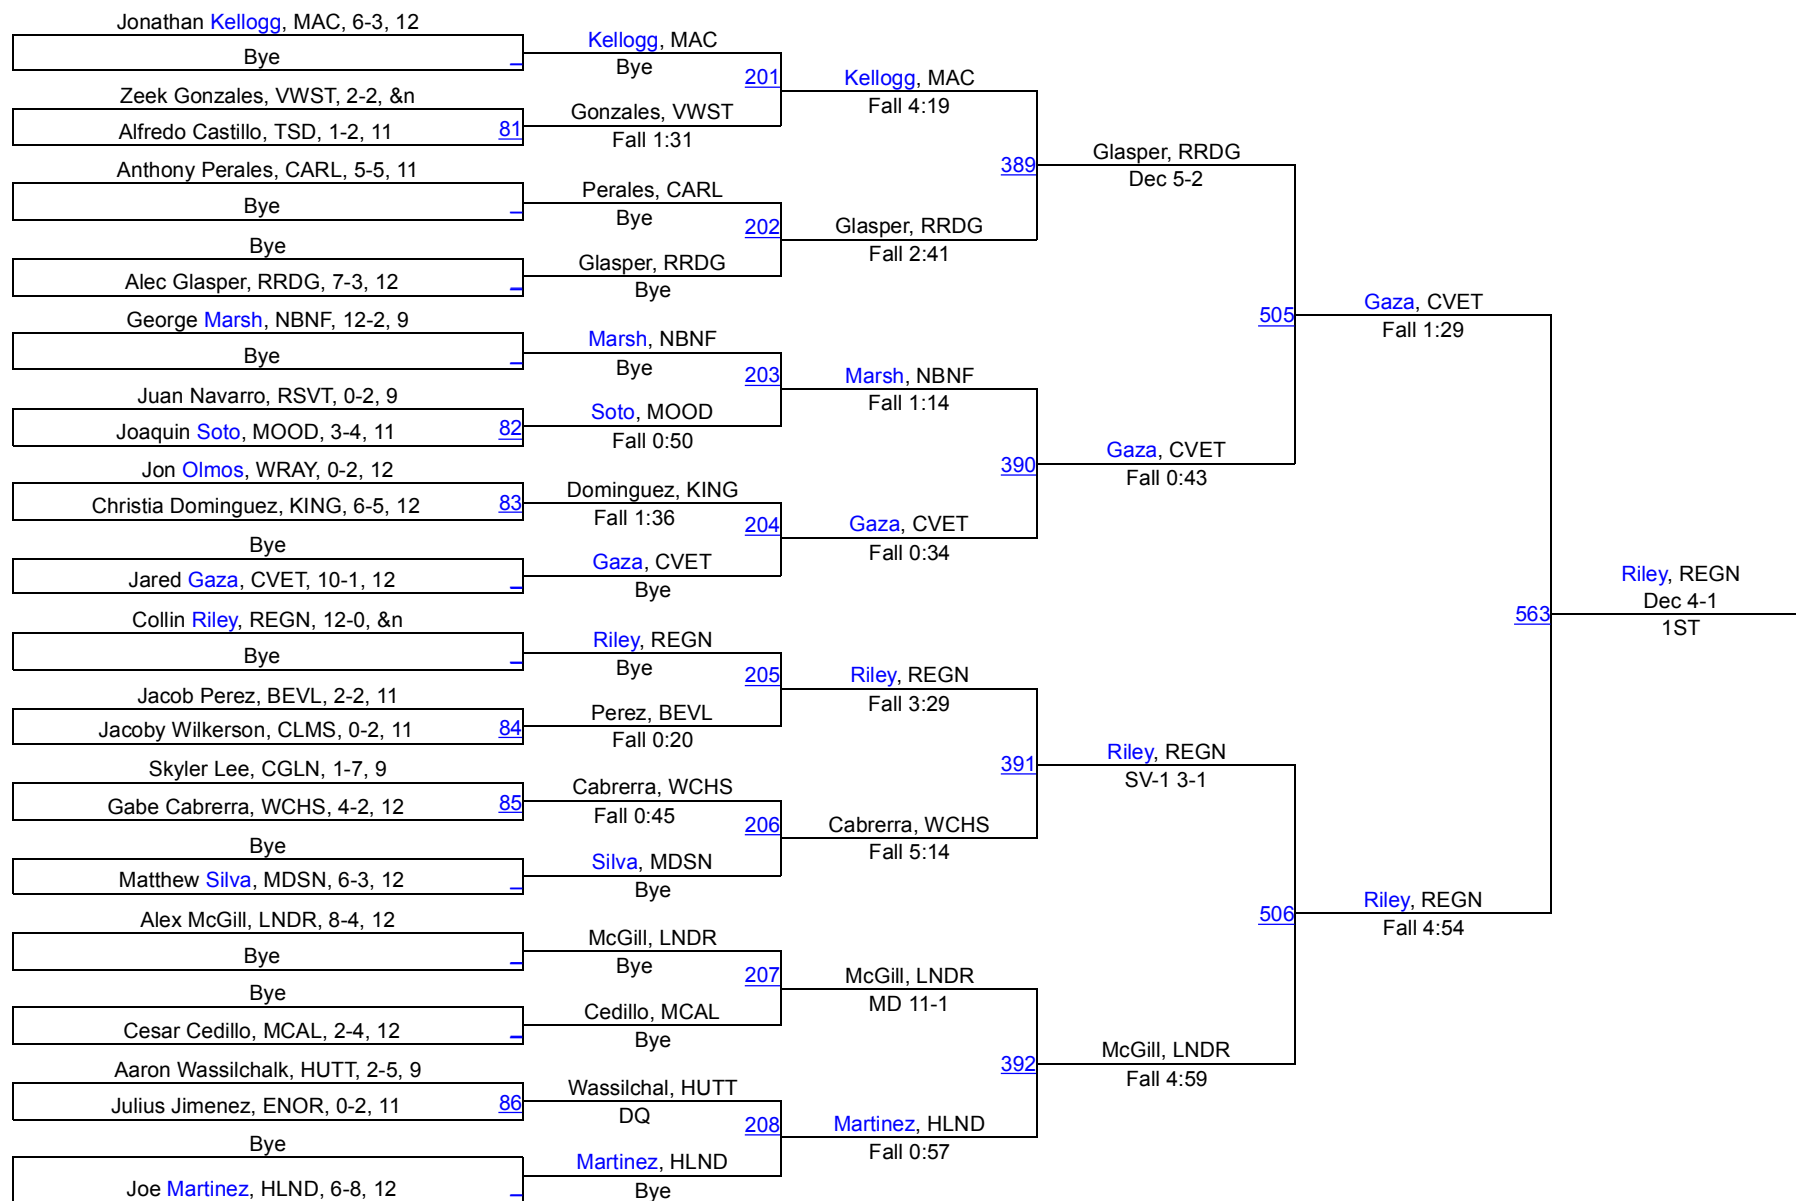 Jonathan Kellogg, MAC, 6-3, 12
Bye
Zeek Gonzales, VWST, 2-2, &n
Alfredo Castillo, TSD, 1-2, 11
81
Anthony Perales, CARL, 5-5, 11
Bye
Bye
Alec Glasper, RRDG, 7-3, 12
George Marsh, NBNF, 12-2, 9
Bye
Juan Navarro, RSVT, 0-2, 9
Joaquin Soto, MOOD, 3-4, 11
82
Jon Olmos, WRAY, 0-2, 12
Christia Dominguez, KING, 6-5, 12
83
Bye
Jared Gaza, CVET, 10-1, 12
Collin Riley, REGN, 12-0, &n
Bye
Jacob Perez, BEVL, 2-2, 11
Jacoby Wilkerson, CLMS, 0-2, 11
84
Skyler Lee, CGLN, 1-7, 9
Gabe Cabrerra, WCHS, 4-2, 12
85
Bye
Matthew Silva, MDSN, 6-3, 12
Alex McGill, LNDR, 8-4, 12
Bye
Bye
Cesar Cedillo, MCAL, 2-4, 12
Aaron Wassilchalk, HUTT, 2-5, 9
Julius Jimenez, ENOR, 0-2, 11
86
Bye
Joe Martinez, HLND, 6-8, 12
Kellogg, MAC
Bye
201
Gonzales, VWST
Fall 1:31
Perales, CARL
Bye
202
Glasper, RRDG
Bye
Marsh, NBNF
Bye
203
Soto, MOOD
Fall 0:50
Dominguez, KING
Fall 1:36
204
Gaza, CVET
Bye
Riley, REGN
Bye
205
Perez, BEVL
Fall 0:20
Cabrerra, WCHS
Fall 0:45
206
Silva, MDSN
Bye
McGill, LNDR
Bye
207
Cedillo, MCAL
Bye
Wassilchal, HUTT
DQ
208
Martinez, HLND
Bye
Kellogg, MAC
Fall 4:19
389
Glasper, RRDG
Fall 2:41
Marsh, NBNF
Fall 1:14
390
Gaza, CVET
Fall 0:34
Riley, REGN
Fall 3:29
391
Cabrerra, WCHS
Fall 5:14
McGill, LNDR
MD 11-1
392
Martinez, HLND
Fall 0:57
Glasper, RRDG
Dec 5-2
505
Gaza, CVET
Fall 0:43
Riley, REGN
SV-1 3-1
506
McGill, LNDR
Fall 4:59
Gaza, CVET
Fall 1:29
563
Riley, REGN
Fall 4:54
Riley, REGN
Dec 4-1
1ST